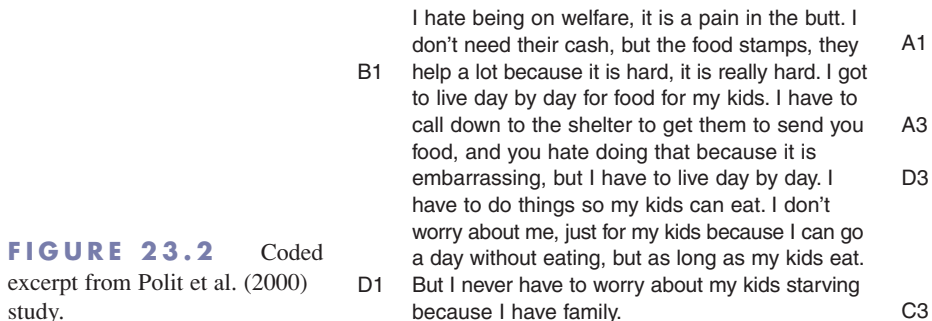 I hate being on welfare, it is a pain in the butt. I
don't need their cash, but the food stamps, they A1
B1 help a lot because it is hard, it is really hard. I got
to live day by day for food for my kids. I have to
call down to the shelter to get them to send you A3
food, and you hate doing that because it is
embarrassing, but I have to live day by day. I D3
have to do things so my kids can eat. I don't
worry about me, just for my kids because I can go
a day without eating, but as long as my kids eat.
D1 But I never have to worry about my kids starving
because I have family. C3
FIGURE 23.2 Coded
excerpt from Polit et al. (2000)
study.